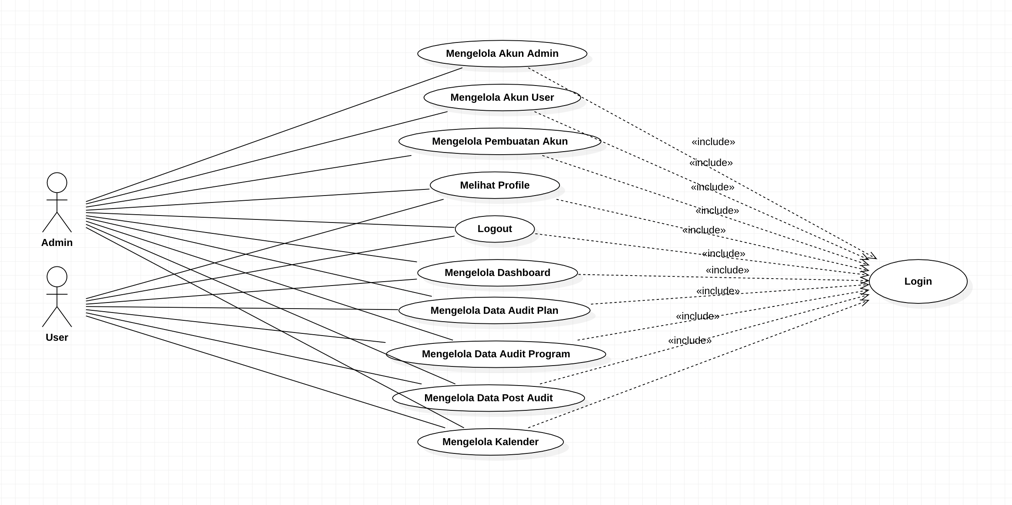 Mengelola Akun Admin
Mengelola Akun User
Mengelola Pembuatan Akun
Melihat Profile
Logout
Mengelola Dashboard
Mengelola Data Audit Plan
Mengelola Data Audit Program
Mengelola Data Post Audit
Mengelola Kalender
Admin
User
«include»
«include»
«include»
«include»
«include»
«include»
«include»
«include»
«include»
«include»
Login